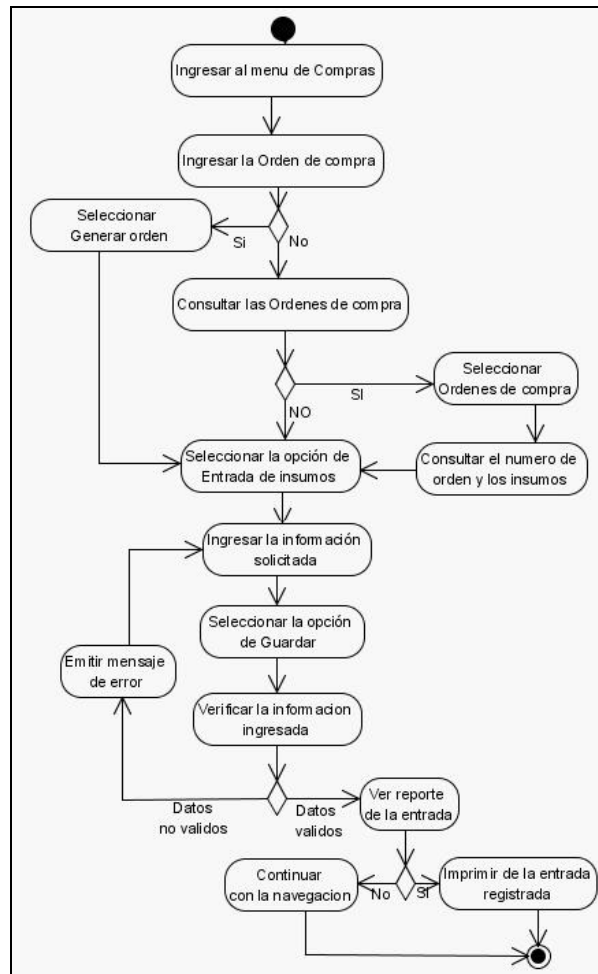 Ingresar al menu de Compras
Ingresar la Orden de compra
Seleccionar
Generar orden
Si
No
Consultar las Ordenes de compra
Seleccionar
Ordenes de compra
SI
NO
Seleccionar la opción de
Entrada de insumos
Consultar el numero de
orden y los insumos
Ingresar la información
solicitada
Seleccionar la opción
de Guardar
Emitir mensaje
de error
Verificar la informacion
ingresada
Datos
no validos
Datos
validos
Ver reporte
de la entrada
Continuar
con la navegacion
No
SI
Imprimir de la entrada
registrada